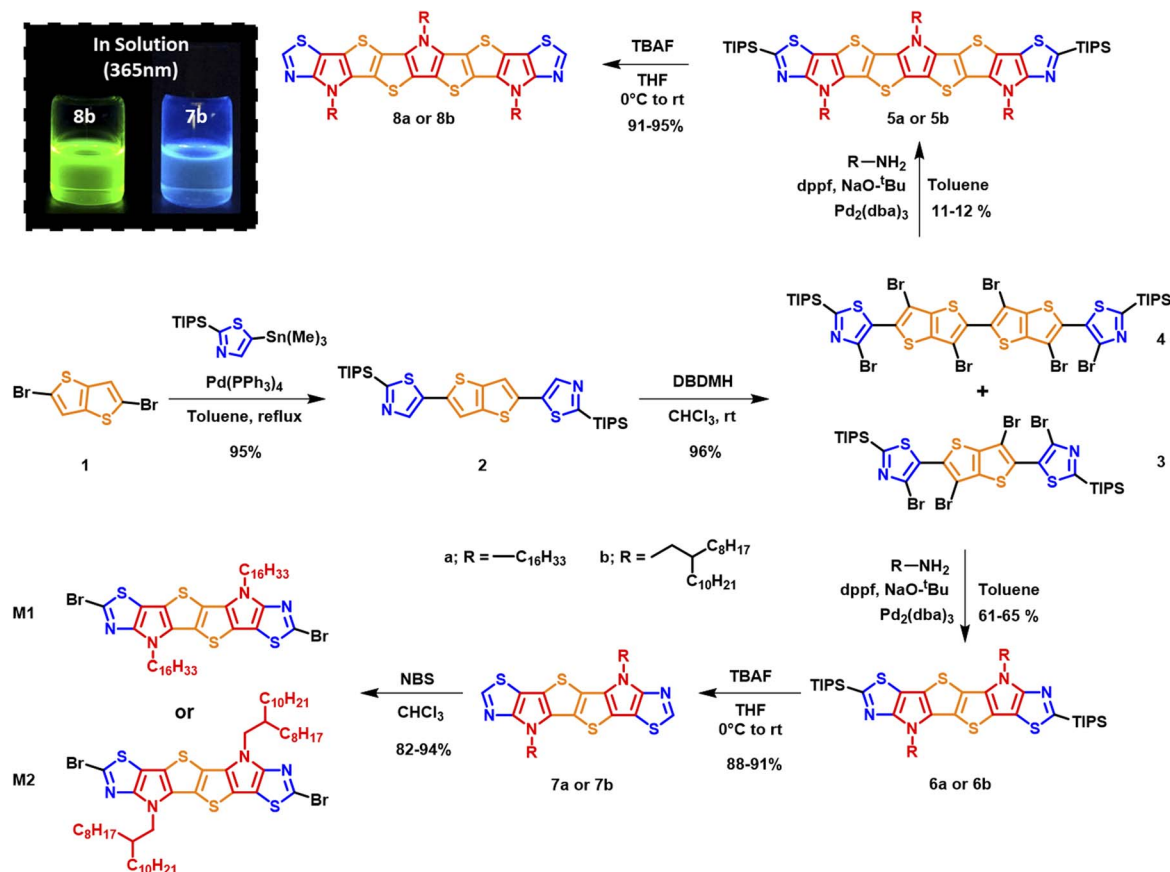 In Solution
(365nm)
8b
7b
R
S
S
N
S
S
N
N
S
S
N
N
R
R
8a or 8b
TBAF
THF
0°C to rt
91-95%
R
TIPS
S
S
N
S
S
TIPS
N
N
S
S
N
N
R
R
5a or 5b
R—NH2
dppf, NaO-tBu
Pd2(dba)3
Toluene
11-12 %
Br
S
S
Br
1
TIPS
S
Sn(Me)3
N
Pd(PPh3)4
Toluene, reflux
95%
TIPS
S
S
N
N
S
S
TIPS
2
DBDMH
CHCl3, rt
96%
TIPS
S
Br
S
Br
S
S
TIPS
N
Br
S
Br
S
Br
Br
N
4
+
TIPS
S
S
Br
Br
N
N
Br
Br
S
S
TIPS
3
a; R = —C16H33
b; R =
C8H17
C10H21
R—NH2
dppf, NaO-tBu
Pd2(dba)3
Toluene
61-65 %
M1
C16H33
Br
S
S
N
N
N
N
S
S
Br
C16H33
or
M2
C10H21
C8H17
Br
S
S
N
N
N
N
S
S
Br
C8H17
C10H21
NBS
CHCl3
82-94%
R
S
S
N
N
N
N
S
S
R
7a or 7b
TBAF
THF
0°C to rt
88-91%
R
TIPS
S
S
N
N
N
N
S
S
TIPS
R
6a or 6b